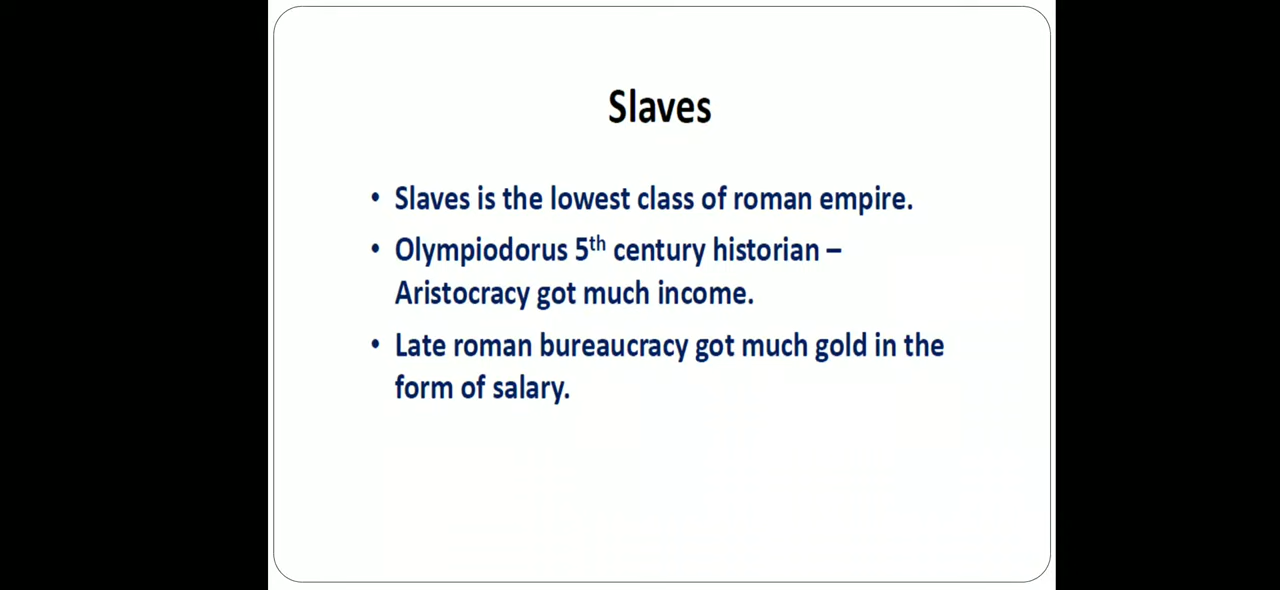 Slaves
• Slaves is the lowest class of roman empire.
• Olympiodorus 5th century historian –
Aristocracy got much income.
• Late roman bureaucracy got much gold in the
form of salary.